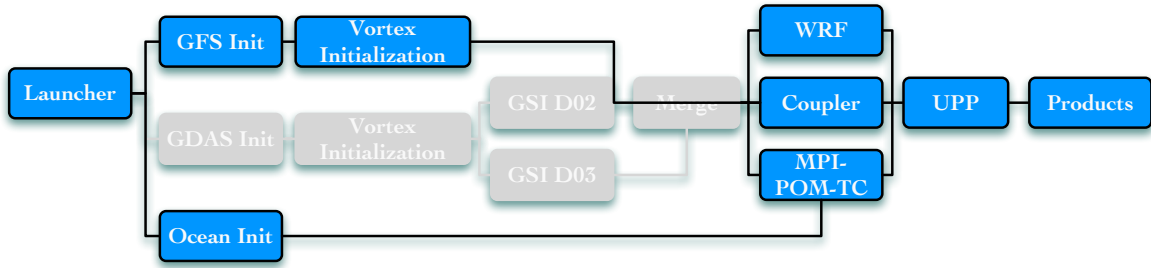 Launcher
GFS Init
Vortex
Initialization
GDAS Init
Vortex
Initialization
GSI D02
GSI D03
Merge
Ocean Init
WRF
Coupler
MPI-
POM-TC
UPP
Products